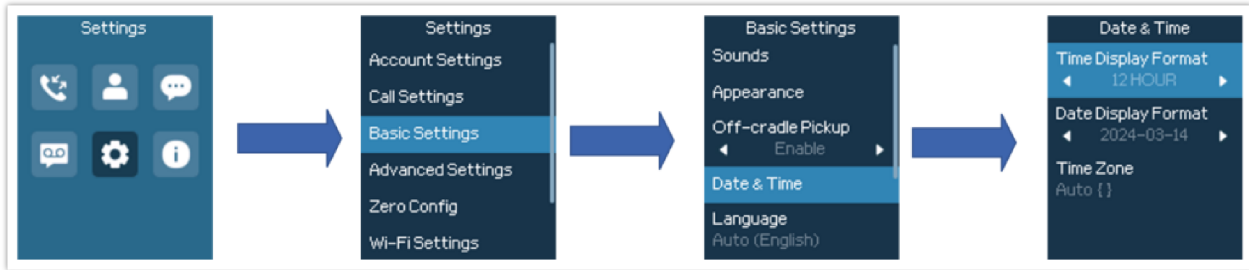 Settings
Settings
Account Settings
Call Settings
Basic Settings
Advanced Settings
Zero Config
Wi-Fi Settings
Basic Settings
Sounds
Appearance
Off-cradle Pickup
Enable
Date & Time
Language
Auto (English)
Date & Time
Time Display Format
12 HOUR
Date Display Format
2024-03-14
Time Zone
Auto { }